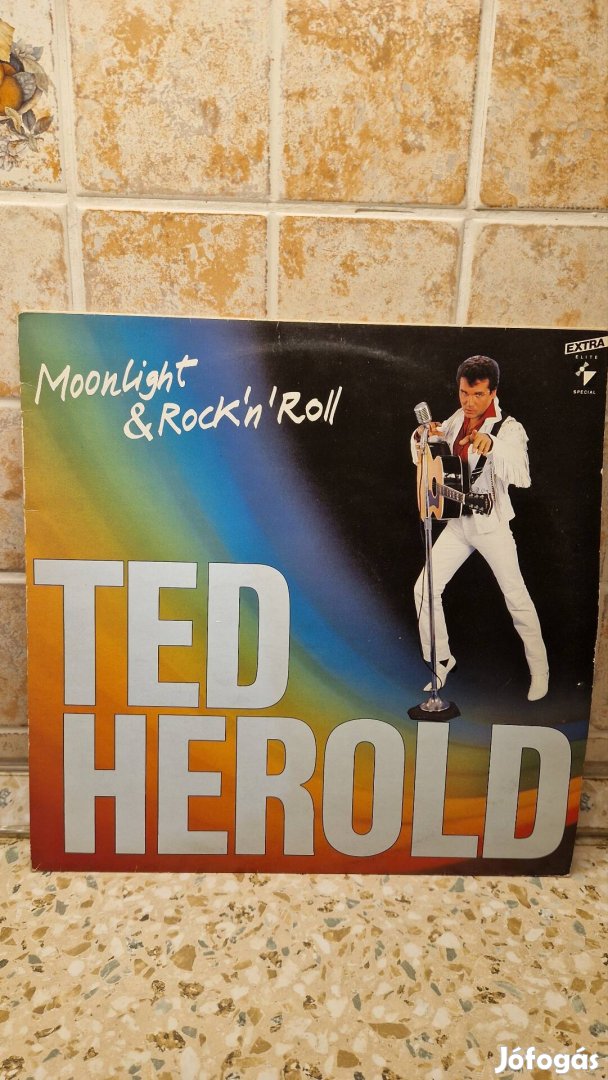 Moonlight
& Rock'n'Roll
EXTRA
ELITE
SPECIAL
TED
HEROLD
Jófogás